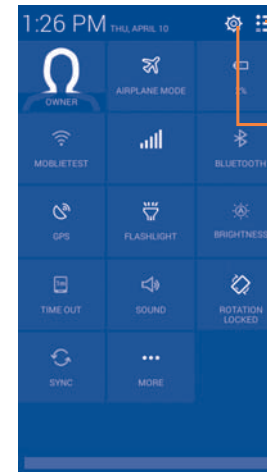 1:26 PM THU, APRIL 10
OWNER
AIRPLANE MODE
MOBLIETEST
BLUETOOTH
GPS
FLASHLIGHT
BRIGHTNESS
TIME OUT
SOUND
ROTATION
LOCKED
SYNC
MORE